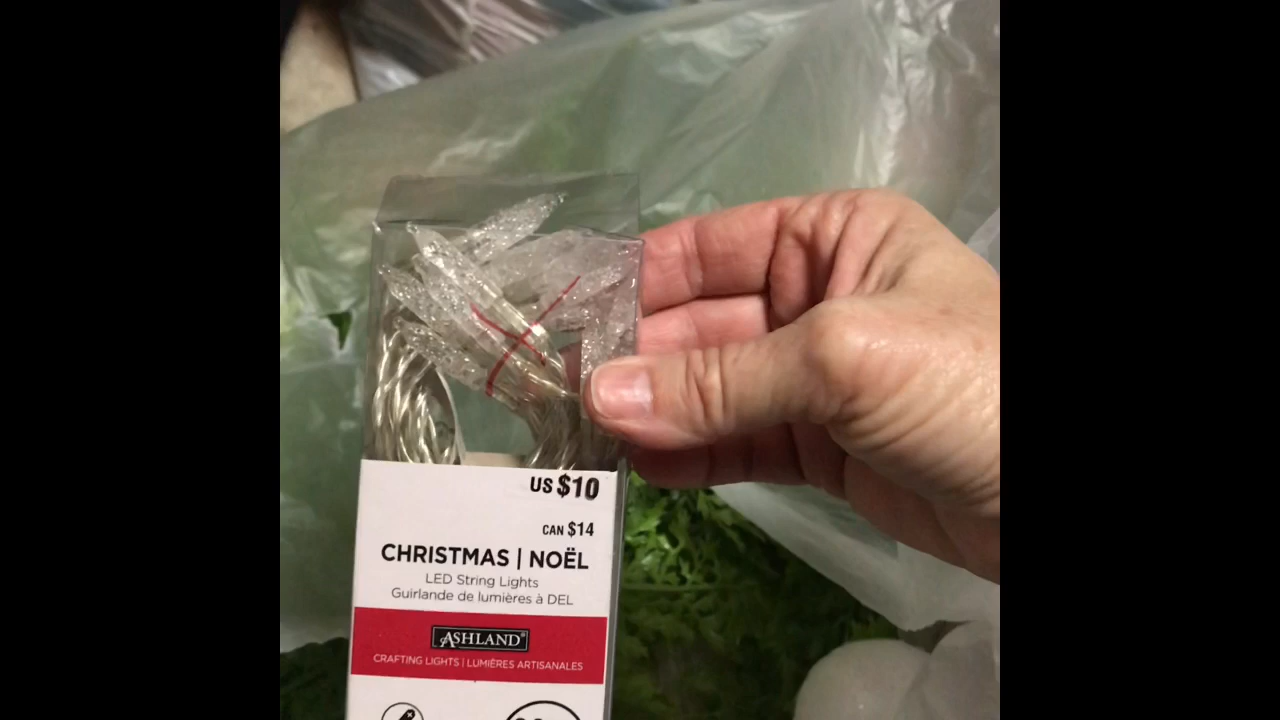 US $10
CAN $14
CHRISTMAS | NOËL
LED String Lights
Guirlande de lumières à DEL
ASHLAND®
CRAFTING LIGHTS | LUMIÈRES ARTISANALES